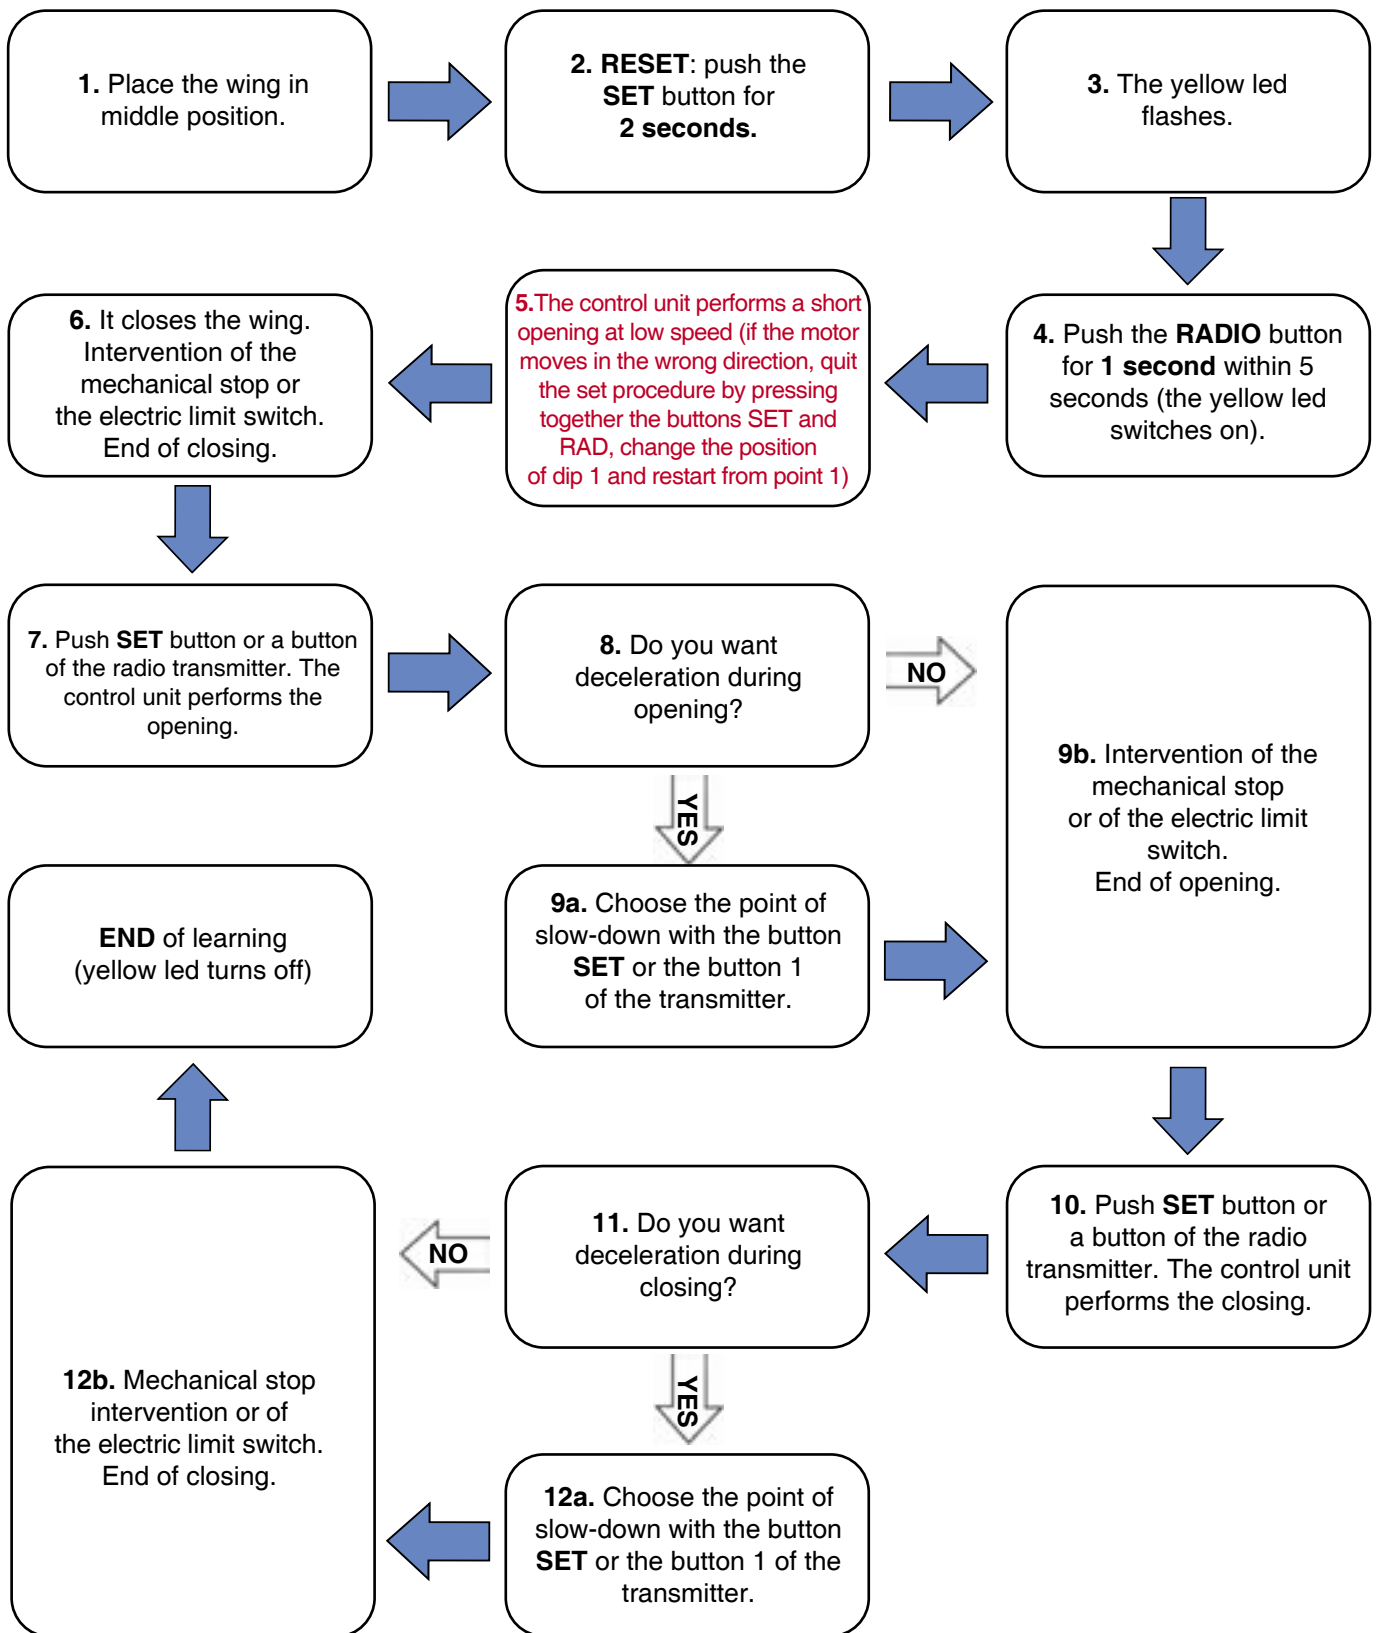 1. Place the wing in
middle position.
2. RESET: push the
SET button for
2 seconds.
3. The yellow led
flashes.
4. Push the RADIO button
for 1 second within 5
seconds (the yellow led
switches on).
5.The control unit performs a short
opening at low speed (if the motor
moves in the wrong direction, quit
the set procedure by pressing
together the buttons SET and
RAD, change the position
of dip 1 and restart from point 1)
6. It closes the wing.
Intervention of the
mechanical stop or
the electric limit switch.
End of closing.
7. Push SET button or a button
of the radio transmitter. The
control unit performs the
opening.
8. Do you want
deceleration during
opening?
NO
YES
9a. Choose the point of
slow-down with the button
SET or the button 1
of the transmitter.
9b. Intervention of the
mechanical stop
or of the electric limit
switch.
End of opening.
10. Push SET button or
a button of the radio
transmitter. The control unit
performs the closing.
11. Do you want
deceleration during
closing?
NO
YES
12a. Choose the point of
slow-down with the button
SET or the button 1 of the
transmitter.
12b. Mechanical stop
intervention or of
the electric limit switch.
End of closing.
END of learning
(yellow led turns off)